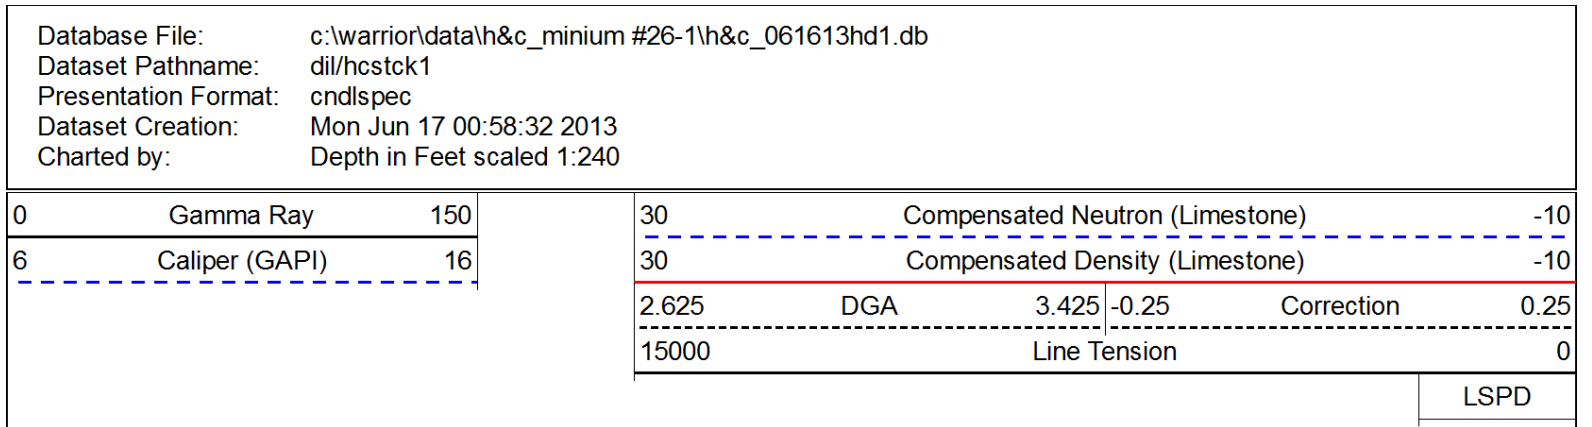 Database File: c:\warrior\data\h&c_minium #26-1\h&c_061613hd1.db
Dataset Pathname: dil/hcstck1
Presentation Format: cndlspec
Dataset Creation: Mon Jun 17 00:58:32 2013
Charted by: Depth in Feet scaled 1:240
0 Gamma Ray 150 30 Compensated Neutron (Limestone) -10
6 Caliper (GAPI) 16 30 Compensated Density (Limestone) -10
2.625 DGA 3.425 -0.25 Correction 0.25
15000 Line Tension 0
LSPD